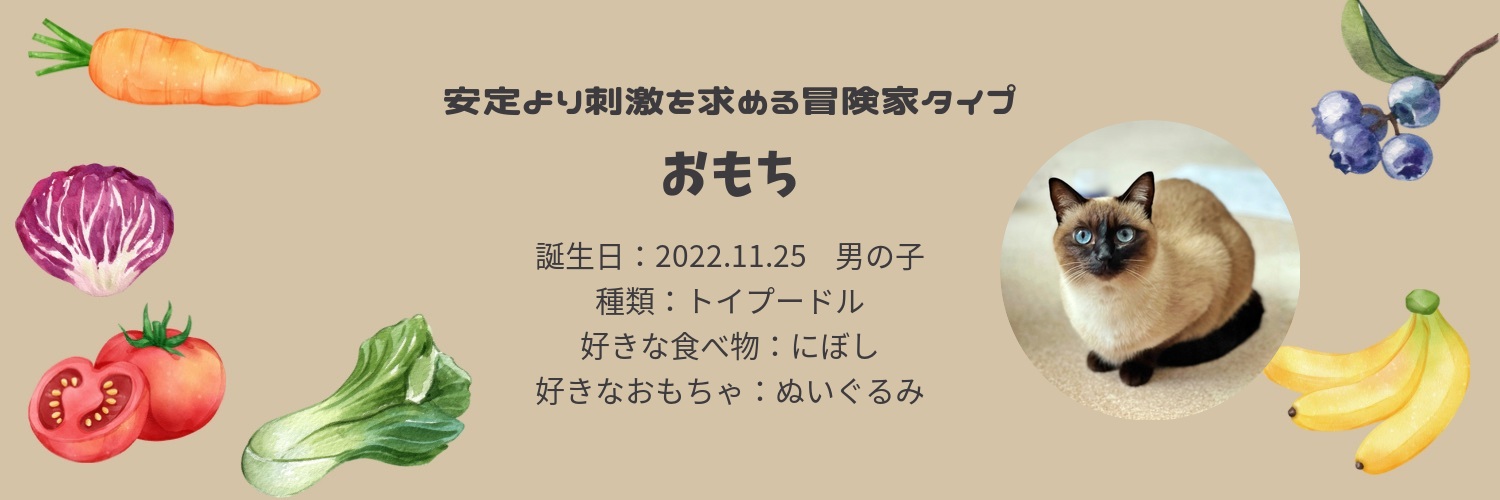 安定より刺激を求める冒険家タイプ
おもち
誕生日：2022.11.25　男の子
種類：トイプードル
好きな食べ物：にぼし
好きなおもちゃ：ぬいぐるみ